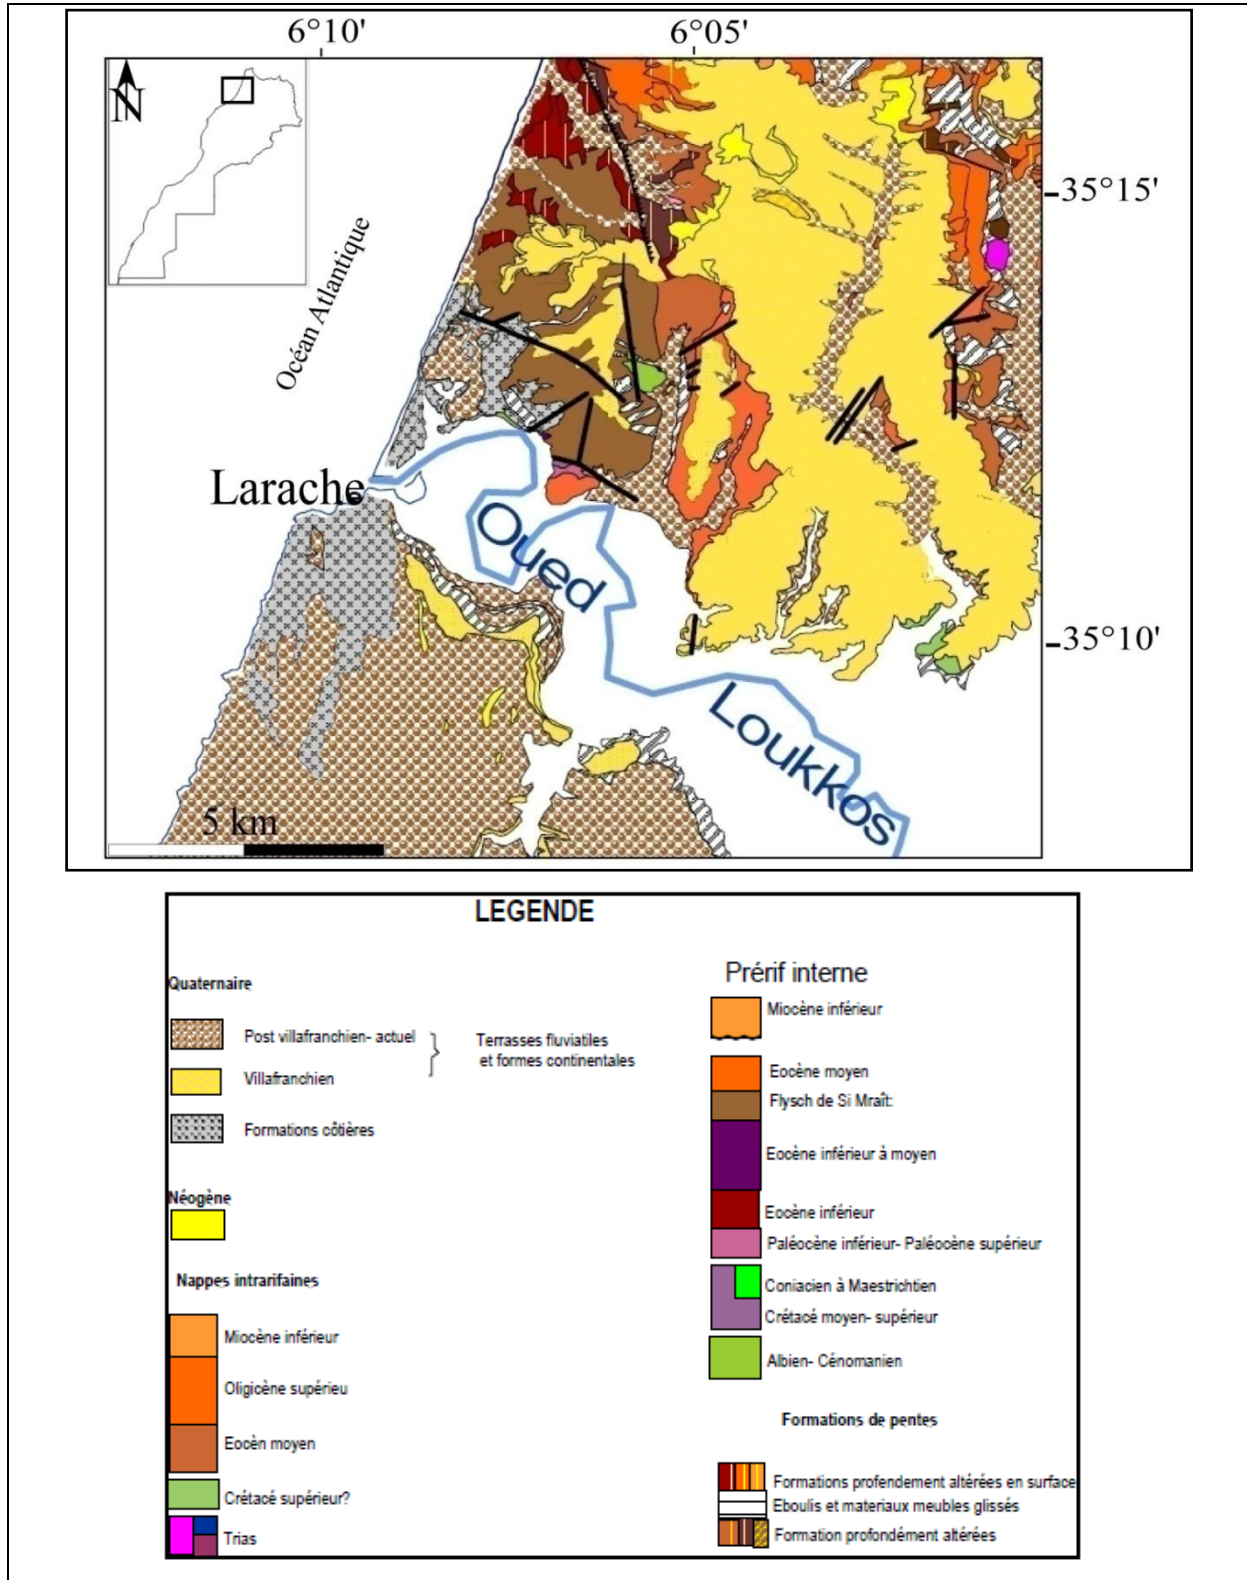 6°10'
6°05'
N
35°15'
Océan Atlantique
Larache
Oued
35°10'
Loukkos
5 km
LEGENDE
Quaternaire
Post villafranchien- actuel
Villafranchien
Terrasses fluviatiles
et formes continentales
Formations côtières
Néogène
Nappes intrarifaines
Miocène inférieur
Oligicène supérieu
Eocèn moyen
Crétacé supérieur?
Trias
Prérif interne
Miocène inférieur
Eocène moyen
Flysch de Si Mraît:
Eocène inférieur à moyen
Eocène inférieur
Paléocène inférieur- Paléocène supérieur
Coniacien à Maestrichtien
Crétacé moyen- supérieur
Albien- Cénomanien
Formations de pentes
Formations profendement altérées en surface
Eboulis et materiaux meubles glissés
Formation profondément altérées